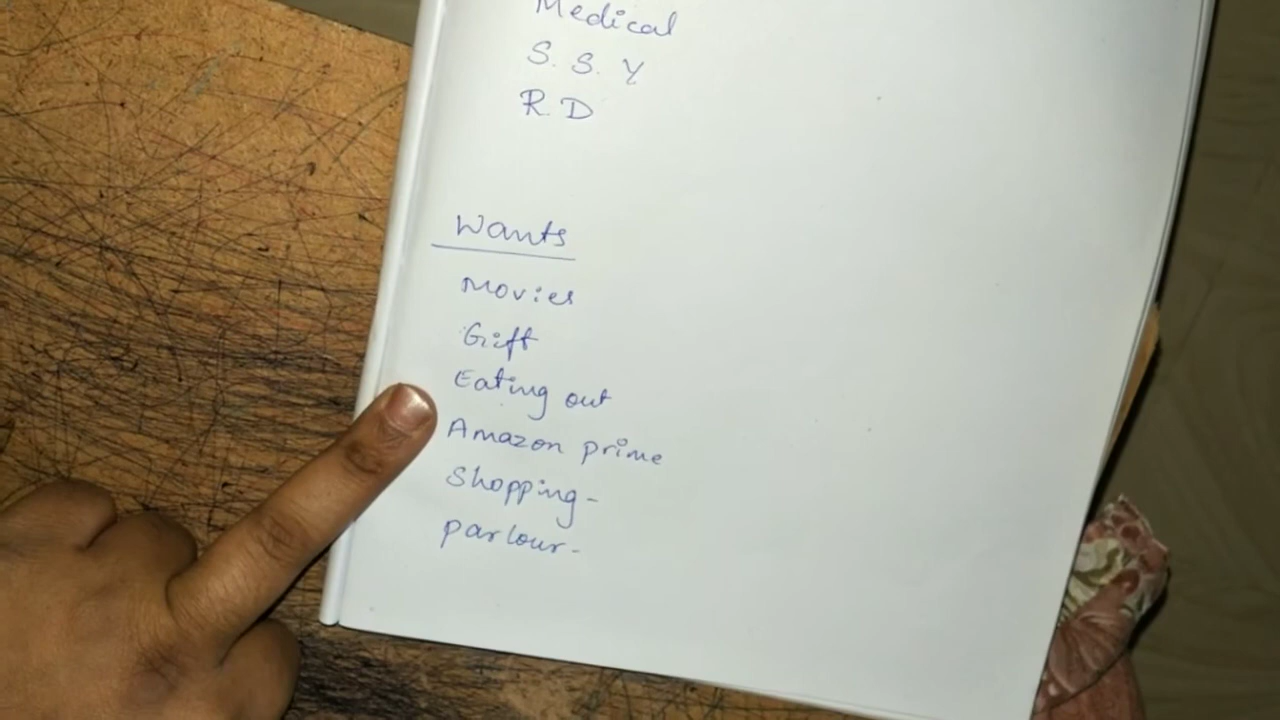 Medical
S. S. Y
R. D
Wants
Movies
Gift
Eating out
Amazon prime
Shopping-
parlour-